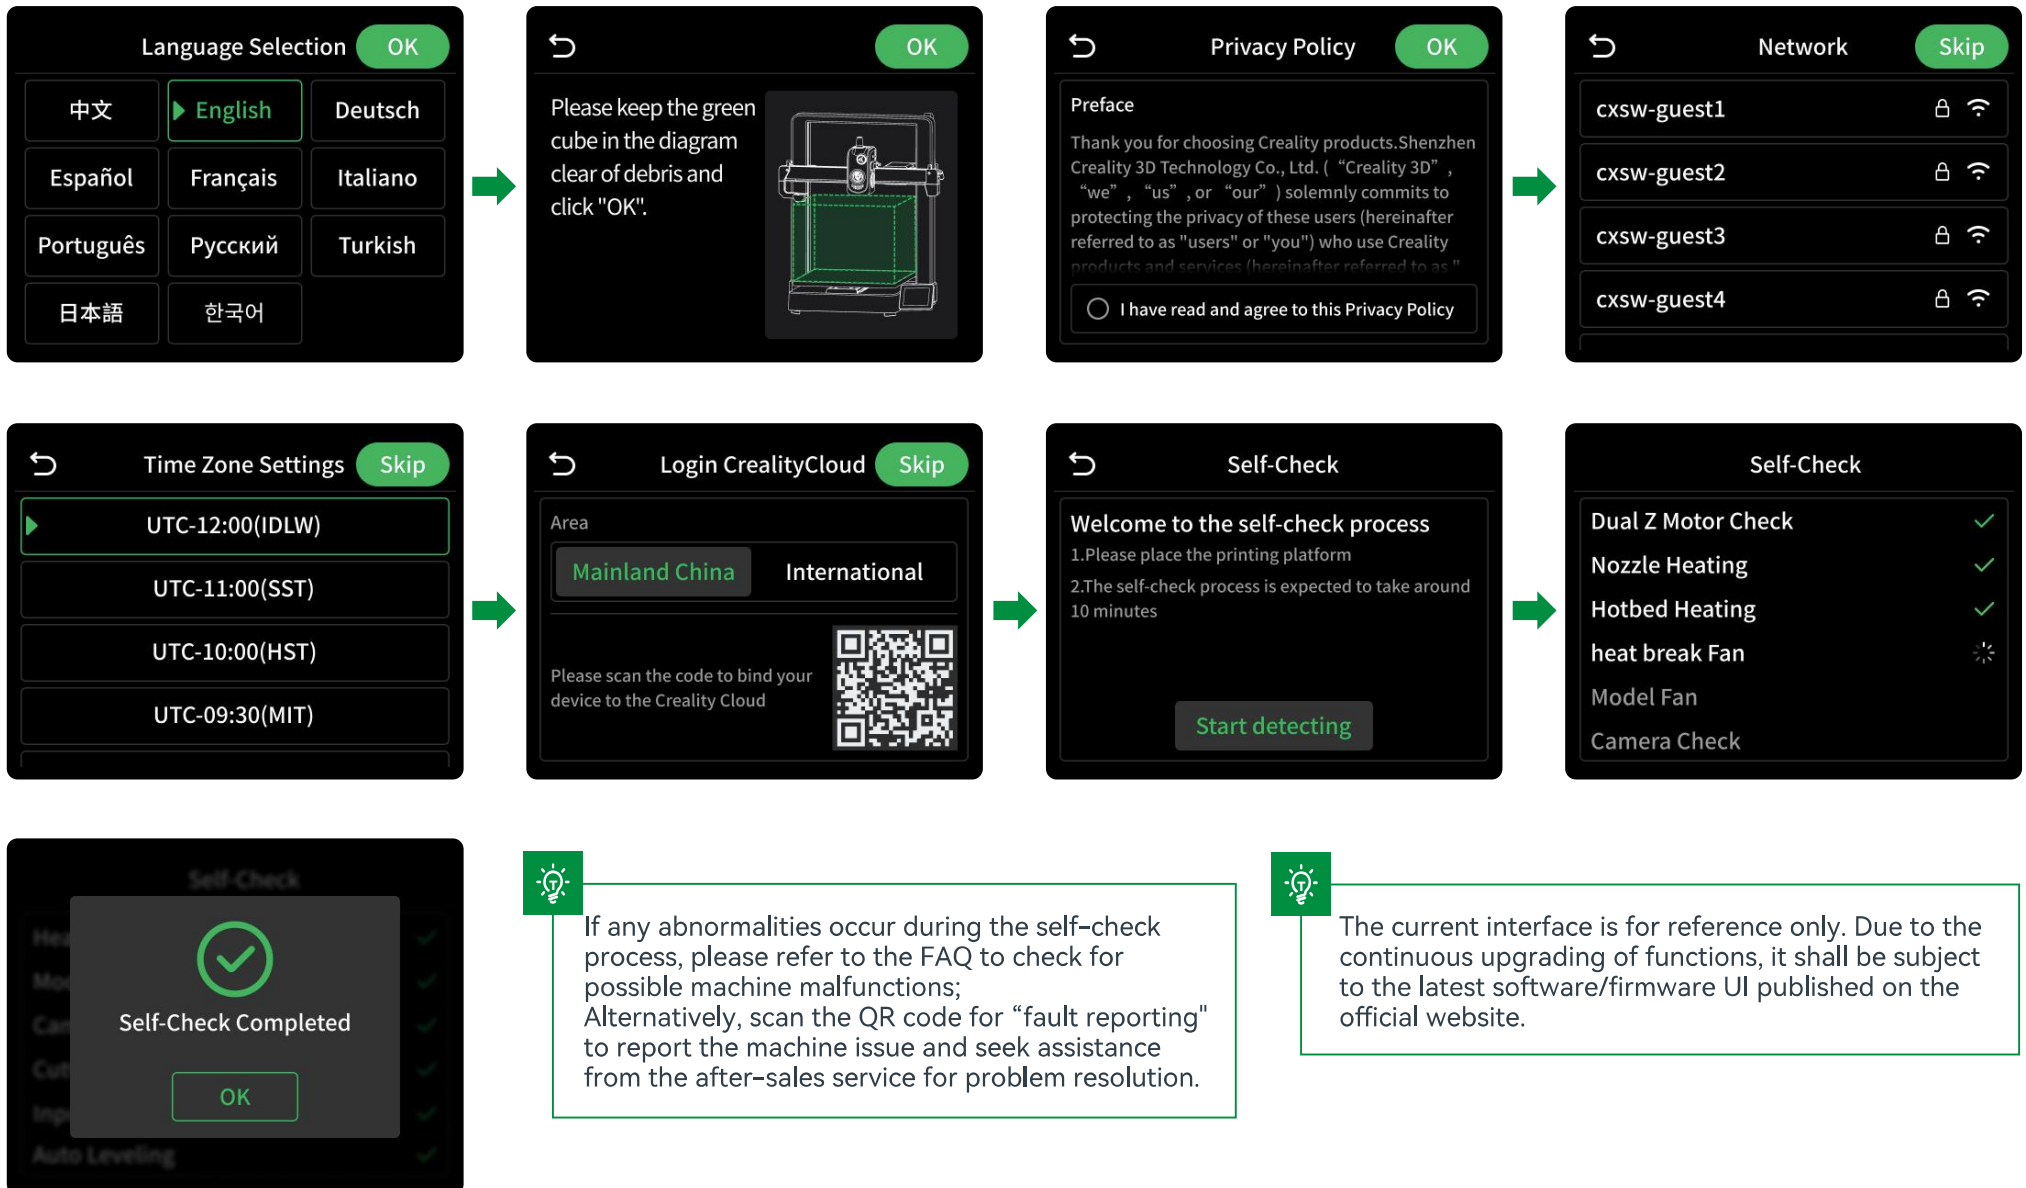 Language Selection
OK
中文
English
Deutsch
Español
Français
Italiano
Português
Русский
Turkish
日本語
한국어
OK
Please keep the green
cube in the diagram
clear of debris and
click "OK".
Privacy Policy
OK
Preface
Thank you for choosing Creality products.Shenzhen
Creality 3D Technology Co., Ltd. ( “Creality 3D” ,
“we” , “us” , or “our” ) solemnly commits to
protecting the privacy of these users (hereinafter
referred to as "users" or "you") who use Creality
products and services (hereinafter referred to as "
I have read and agree to this Privacy Policy
Network
Skip
cxsw-guest1
cxsw-guest2
cxsw-guest3
cxsw-guest4
Time Zone Settings
Skip
UTC-12:00(IDLW)
UTC-11:00(SST)
UTC-10:00(HST)
UTC-09:30(MIT)
Login CrealityCloud
Skip
Area
Mainland China
International
Please scan the code to bind your
device to the Creality Cloud
Self-Check
Welcome to the self-check process
1.Please place the printing platform
2.The self-check process is expected to take around
10 minutes
Start detecting
Self-Check
Dual Z Motor Check
Nozzle Heating
Hotbed Heating
heat break Fan
Model Fan
Camera Check
Self-Check
Self-Check Completed
OK
Auto Leveling
If any abnormalities occur during the self-check
process, please refer to the FAQ to check for
possible machine malfunctions;
Alternatively, scan the QR code for “fault reporting"
to report the machine issue and seek assistance
from the after-sales service for problem resolution.
The current interface is for reference only. Due to the
continuous upgrading of functions, it shall be subject
to the latest software/firmware UI published on the
official website.